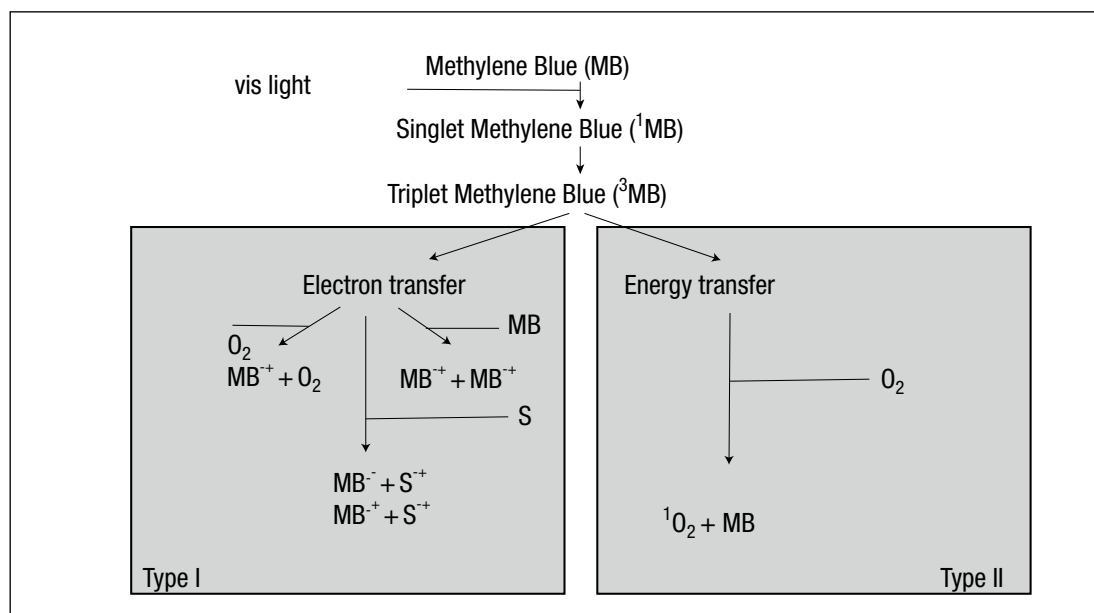 Methylene Blue (MB)
vis light
Singlet Methylene Blue (¹MB)
Triplet Methylene Blue (³MB)
Electron transfer
O₂
MB
MB⁻⁺ + O₂
MB⁻⁺ + MB⁻⁺
S
MB⁻⁻ + S⁻⁺
MB⁻⁺ + S⁻⁺
Type I
Energy transfer
O₂
¹O₂ + MB
Type II